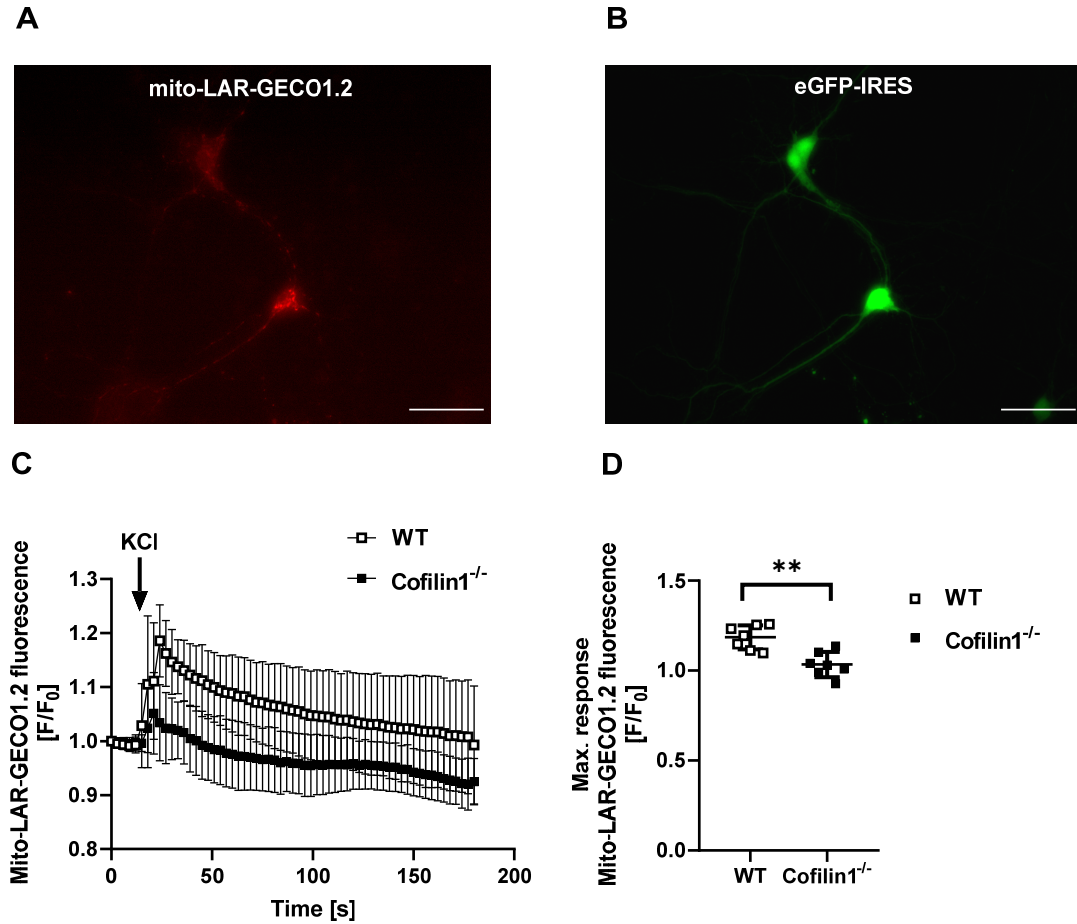 A
B
mito-LAR-GECO1.2
eGFP-IRES
C
D
KCl
WT
Cofilin1-/-
Mito-LAR-GECO1.2 fluorescence
[F/F0]
1.3
1.2
1.1
1.0
0.9
0.8
0
50
100
150
200
Time [s]
Max. response
Mito-LAR-GECO1.2 fluorescence
[F/F0]
1.5
1.0
0.5
0.0
**
WT
Cofilin1-/-
WT
Cofilin1-/-